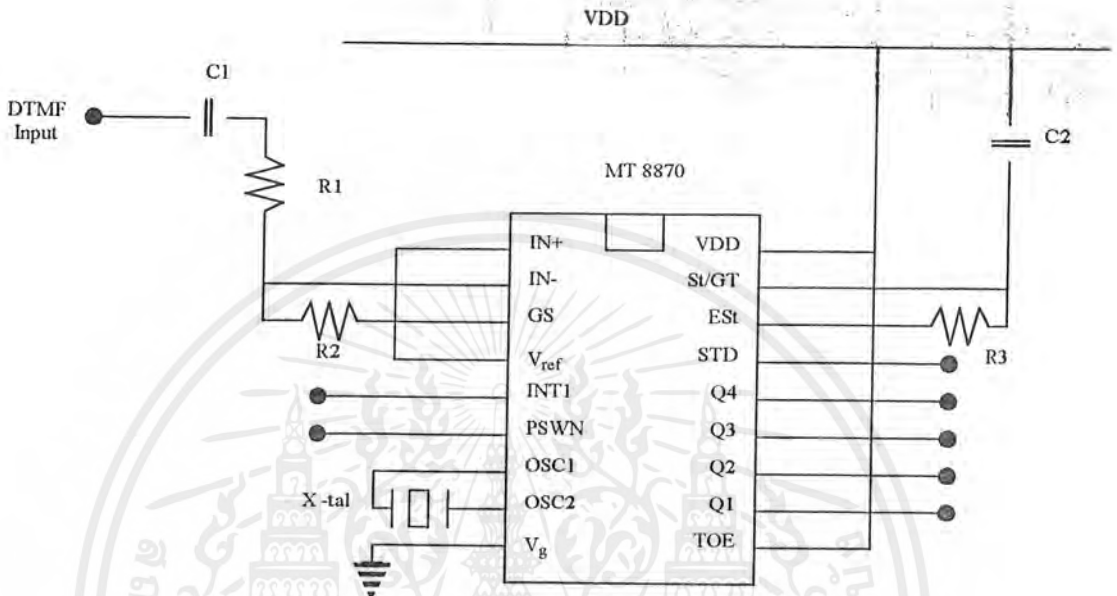 VDD
C1
DTMF
Input
R1
C2
MT 8870
IN+
IN-
GS
Vref
INT1
PSWN
OSC1
OSC2
Vg
VDD
St/GT
ESt
STD
Q4
Q3
Q2
Q1
TOE
R2
R3
X -tal